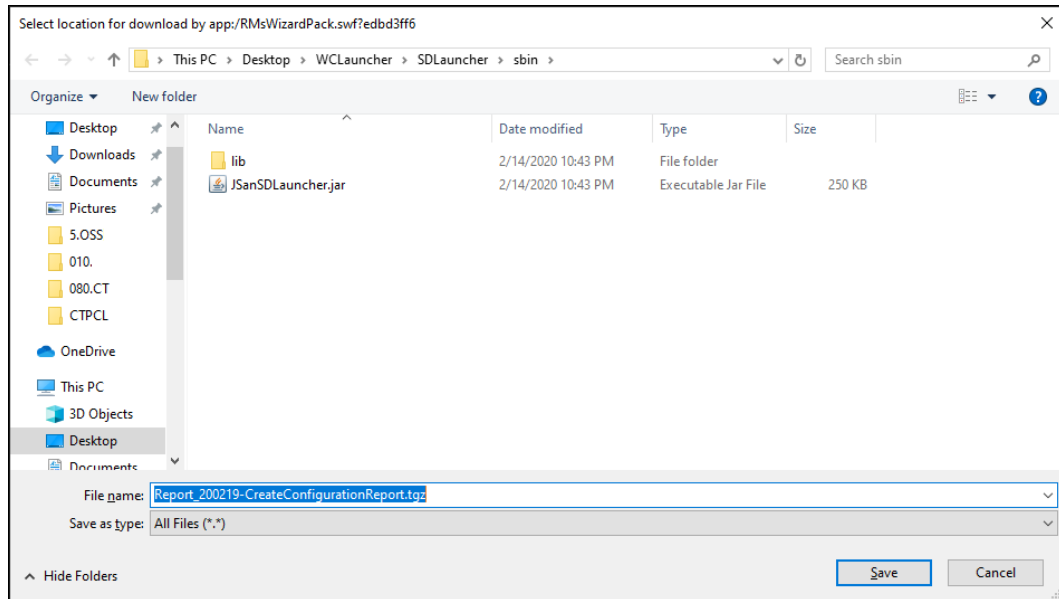 Select location for download by app:/RMsWizardPack.swf?edbd3ff6
This PC > Desktop > WCLauncher > SDLauncher > sbin >
Search sbin
Organize
New folder
Name
Date modified
Type
Size
Desktop
Downloads
Documents
Pictures
5.OSS
010.
080.CT
CTPCL
OneDrive
This PC
3D Objects
Desktop
Documents
lib 2/14/2020 10:43 PM File folder
JSanSDLauncher.jar 2/14/2020 10:43 PM Executable Jar File 250 KB
File name: Report_200219-CreateConfigurationReport.tgz
Save as type: All Files (*.*)
Hide Folders
Save
Cancel